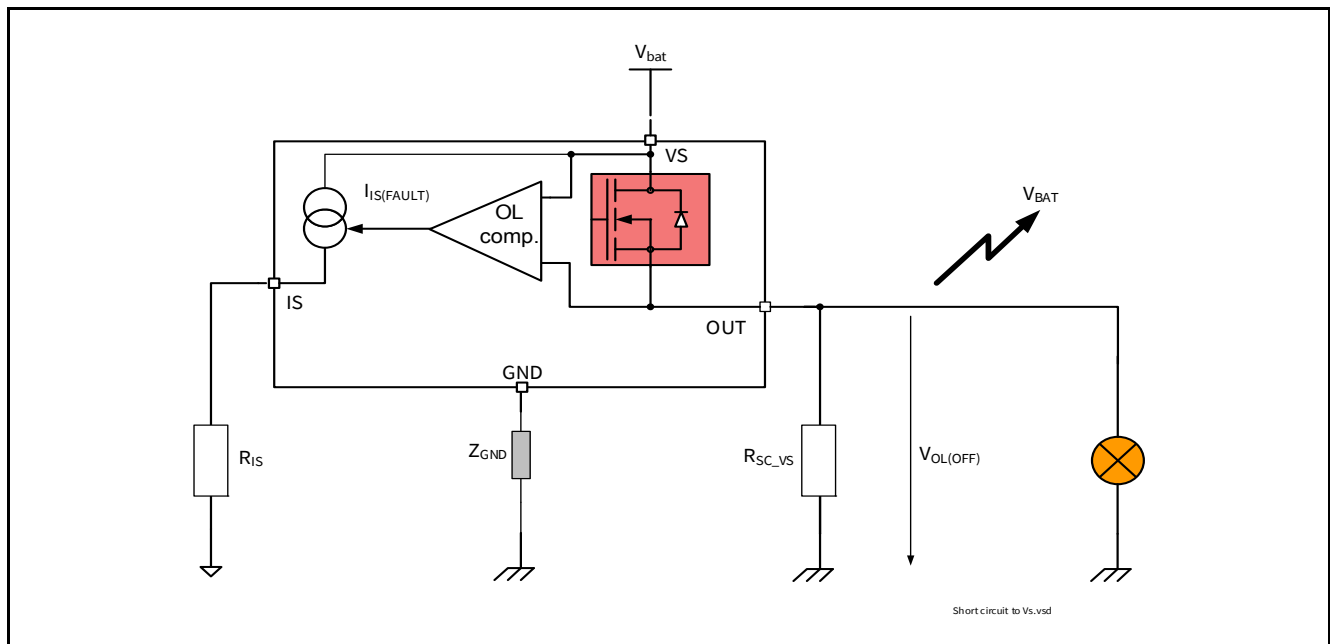 Vbat
VS
IIS(FAULT)
OL
comp.
VBAT
IS
OUT
GND
RIS
ZGND
RSC_VS
VOL(OFF)
Short circuit to Vs.vsd